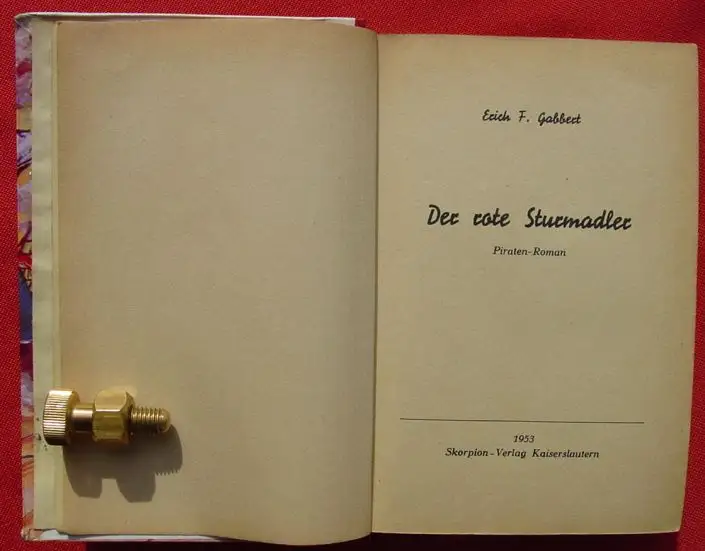 Erich F. Gabbert
Der rote Sturmadler
Piraten-Roman
1953
Skorpion-Verlag Kaiserslautern